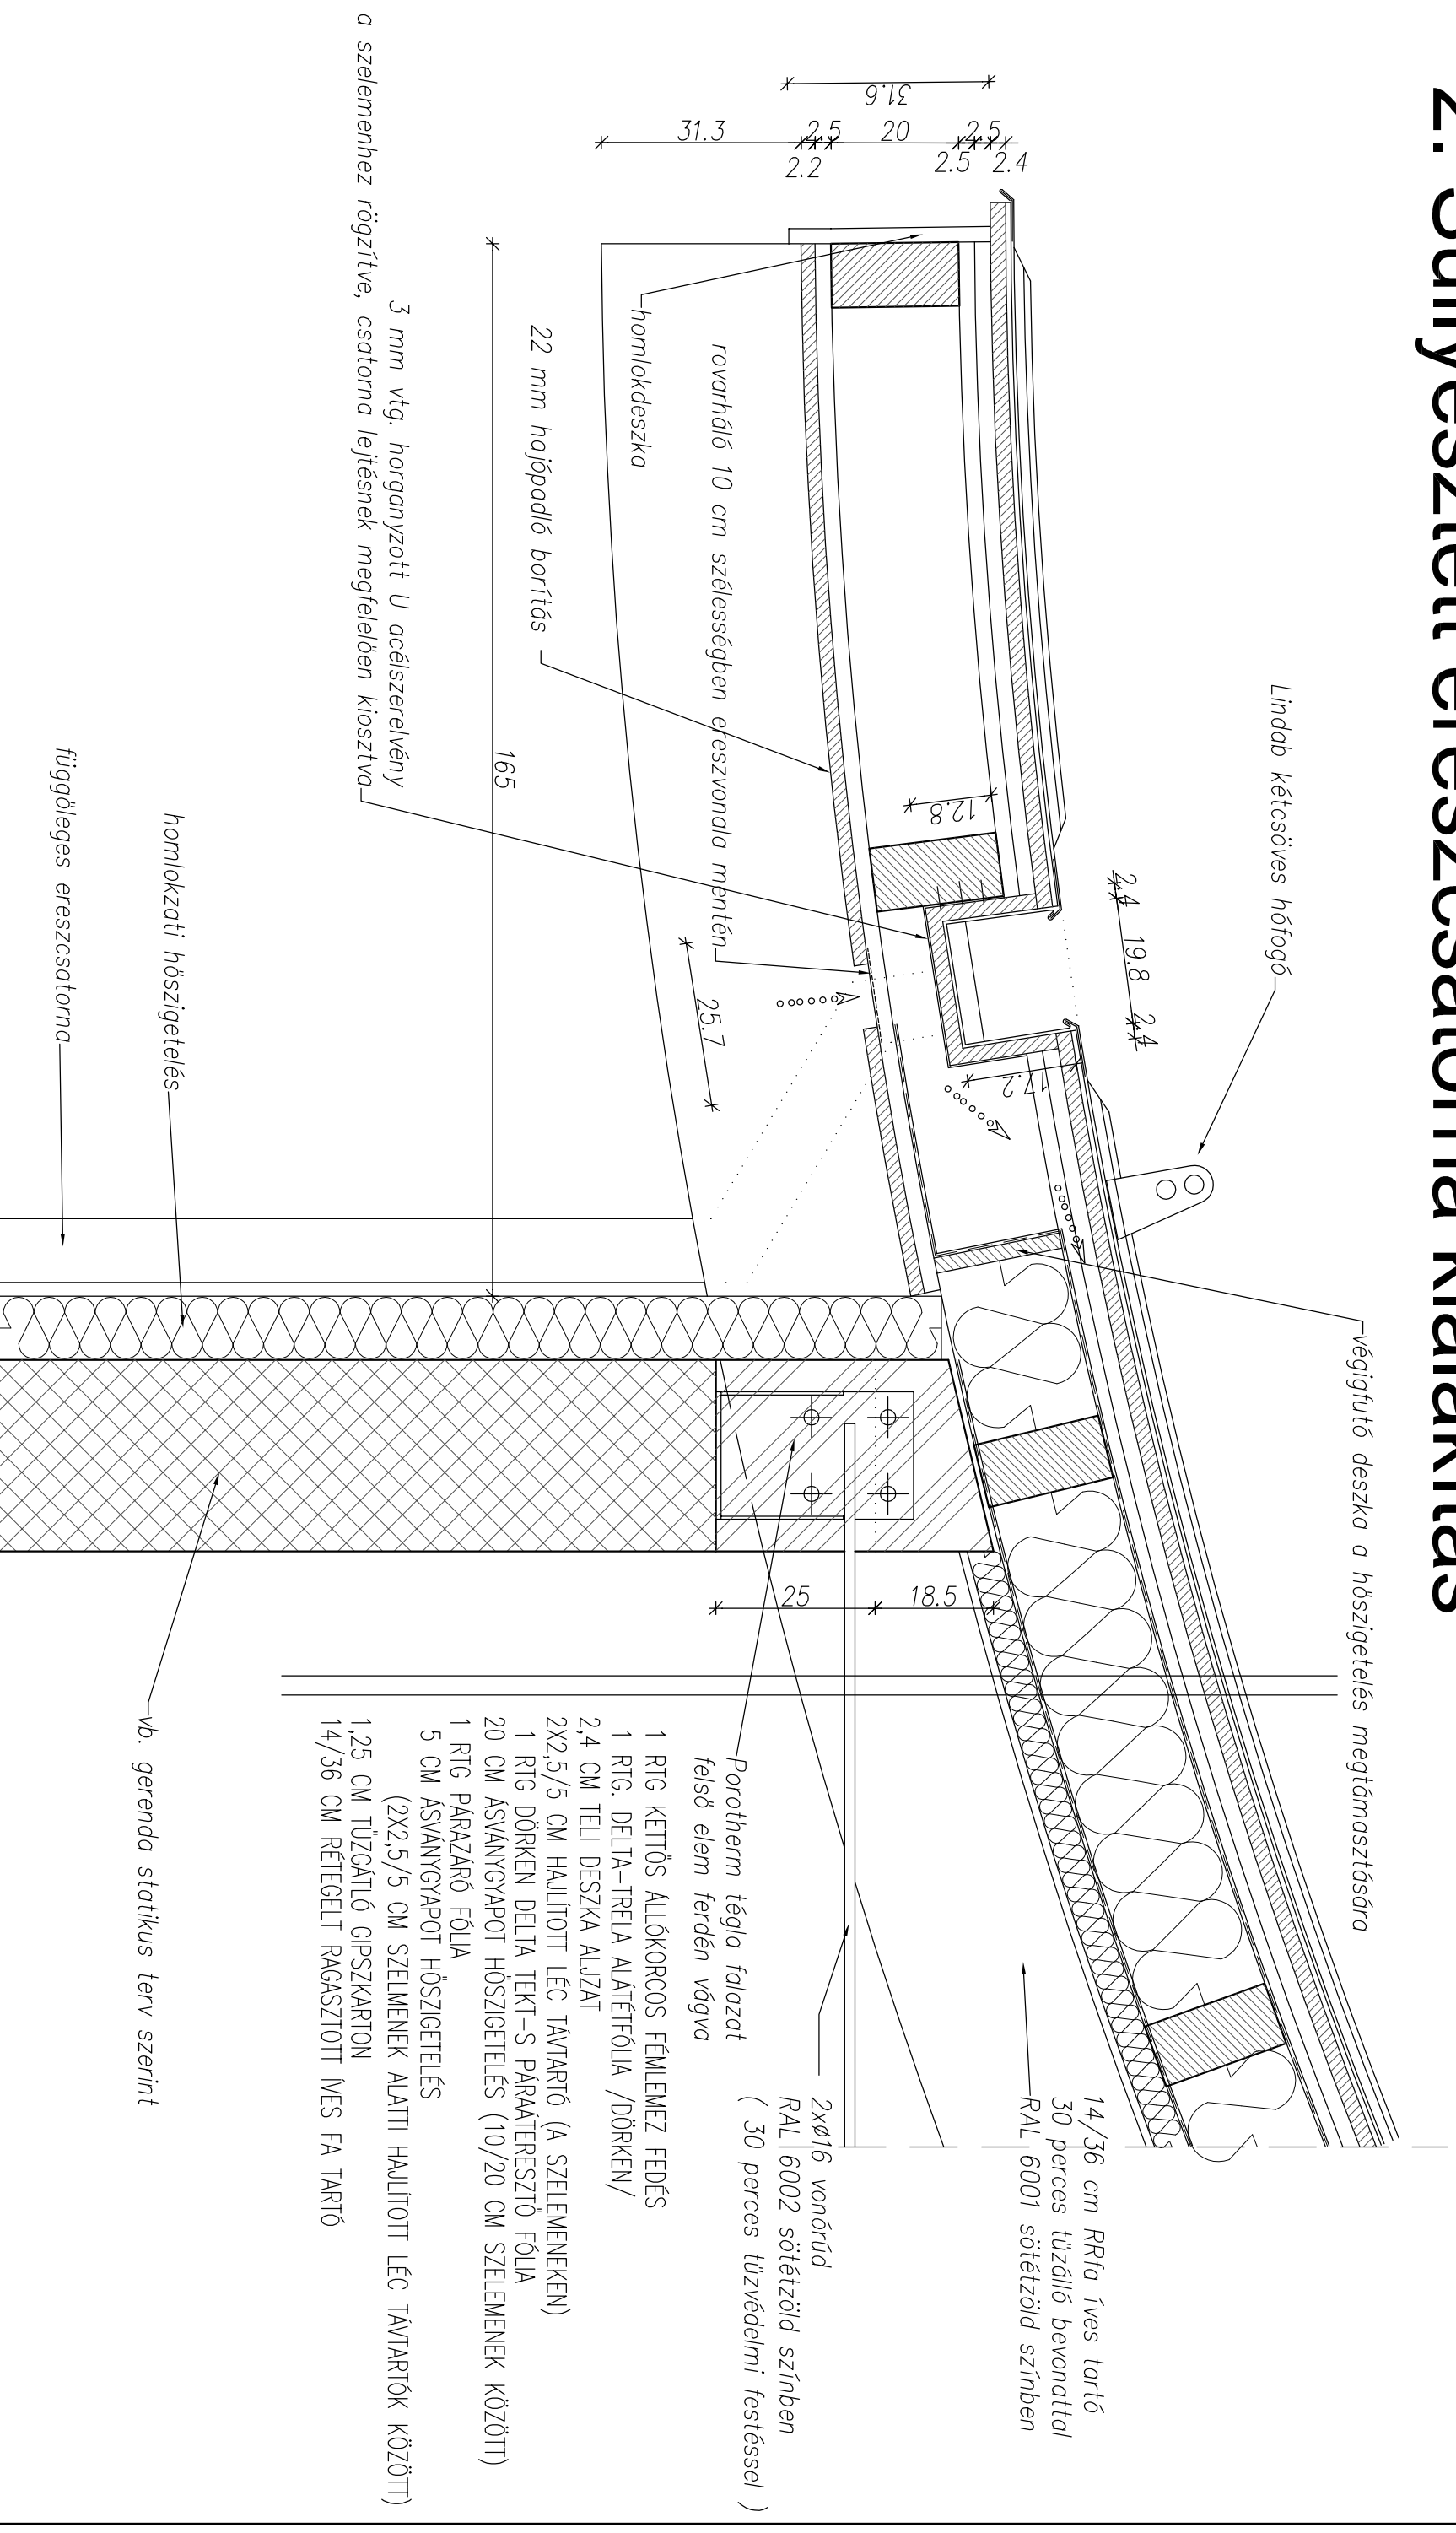 2. Sülyesztett ereszcsatorna kialakítás
Lindab kétcsöves hófogó
végigfutó deszka a hőszigetelés megtámasztására
31.6
31.3
2.5
20
2.5
2.2
2.5
2.4
2.4
19.8
2.4
12.8
17.2
25.7
165
25
18.5
homlokdeszka
rovarháló 10 cm szélességben ereszvonala mentén
22 mm hajópadló borítás
3 mm vtg. horganyzott U acélszerelvény
a szelemenhez rögzítve, csatorna lejtésnek megfelelően kiosztva
homlokzati hőszigetelés
függőleges ereszcsatorna
14/36 cm RRfa íves tartó
30 perces tűzálló bevonattal
RAL 6001 sötétzöld színben
2xø16 vonórúd
RAL 6002 sötétzöld színben
( 30 perces tűzvédelmi festéssel )
Porotherm tégla falazat
felső elem ferdén vágva
1 RTG KETTŐS ÁLLÓKORCOS FÉMLEMEZ FEDÉS
1 RTG. DELTA-TRELA ALÁTÉTFÓLIA /DÖRKEN/
2,4 CM TELI DESZKA ALJZAT
2X2,5/5 CM HAJLÍTOTT LÉC TÁVTARTÓ (A SZELEMENEKEN)
1 RTG DÖRKEN DELTA TEKT-S PÁRAÁTERESZTŐ FÓLIA
20 CM ÁSVÁNYGYAPOT HŐSZIGETELÉS (10/20 CM SZELEMENEK KÖZÖTT)
1 RTG PÁRAZÁRÓ FÓLIA
5 CM ÁSVÁNYGYAPOT HŐSZIGETELÉS
(2X2,5/5 CM SZELMENEK ALATTI HAJLÍTOTT LÉC TÁVTARTÓK KÖZÖTT)
1,25 CM TŰZGÁTLÓ GIPSZKARTON
14/36 CM RÉTEGELT RAGASZTOTT ÍVES FA TARTÓ
vb. gerenda statikus terv szerint